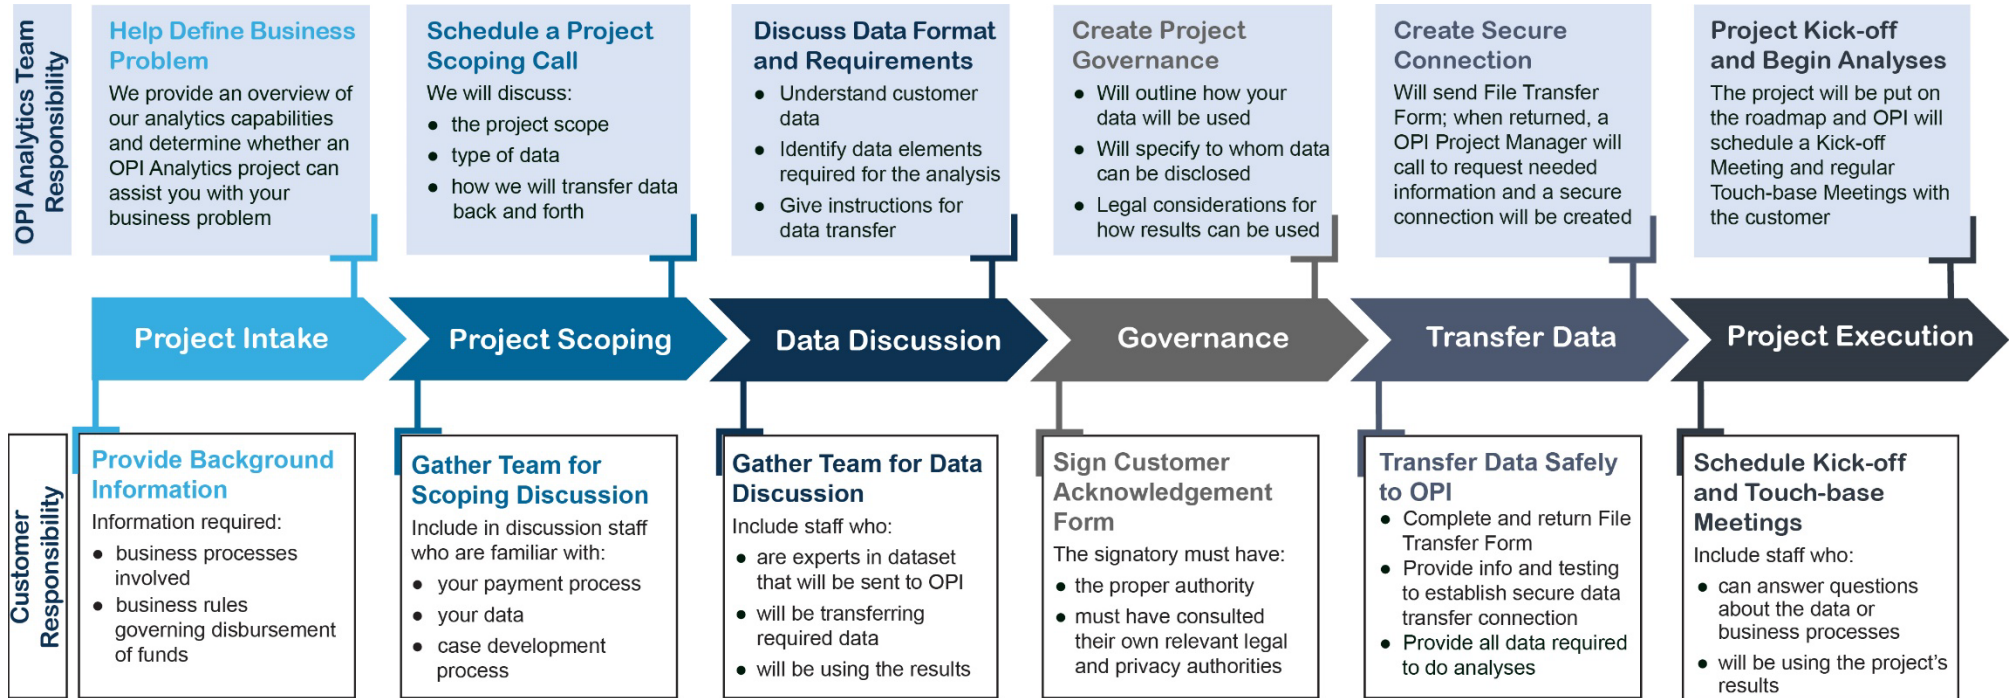 OPI Analytics Team
Responsibility
Help Define Business
Problem
We provide an overview of
our analytics capabilities
and determine whether an
OPI Analytics project can
assist you with your
business problem
Schedule a Project
Scoping Call
We will discuss:
● the project scope
● type of data
● how we will transfer data
back and forth
Discuss Data Format
and Requirements
● Understand customer
data
● Identify data elements
required for the analysis
● Give instructions for
data transfer
Create Project
Governance
● Will outline how your
data will be used
● Will specify to whom data
can be disclosed
● Legal considerations for
how results can be used
Create Secure
Connection
Will send File Transfer
Form; when returned, a
OPI Project Manager will
call to request needed
information and a secure
connection will be created
Project Kick-off
and Begin Analyses
The project will be put on
the roadmap and OPI will
schedule a Kick-off
Meeting and regular
Touch-base Meetings with
the customer
Project Intake
Project Scoping
Data Discussion
Governance
Transfer Data
Project Execution
Customer
Responsibility
Provide Background
Information
Information required:
● business processes
involved
● business rules
governing disbursement
of funds
Gather Team for
Scoping Discussion
Include in discussion staff
who are familiar with:
● your payment process
● your data
● case development
process
Gather Team for Data
Discussion
Include staff who:
● are experts in dataset
that will be sent to OPI
● will be transferring
required data
● will be using the results
Sign Customer
Acknowledgement
Form
The signatory must have:
● the proper authority
● must have consulted
their own relevant legal
and privacy authorities
Transfer Data Safely
to OPI
● Complete and return File
Transfer Form
● Provide info and testing
to establish secure data
transfer connection
● Provide all data required
to do analyses
Schedule Kick-off
and Touch-base
Meetings
Include staff who:
● can answer questions
about the data or
business processes
● will be using the project's
results